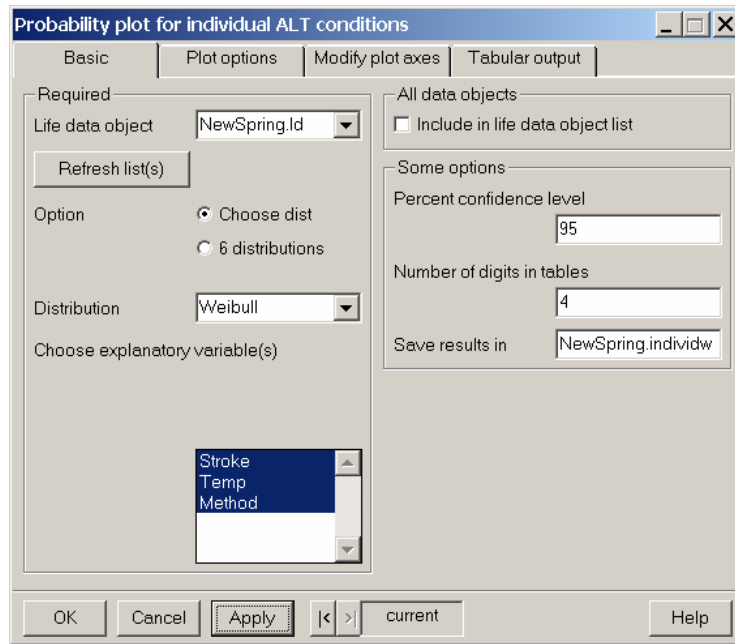 Probability plot for individual ALT conditions
Basic
Plot options
Modify plot axes
Tabular output
Required
Life data object
NewSpring.ld
Refresh list(s)
Option
Choose dist
6 distributions
Distribution
Weibull
Choose explanatory variable(s)
Stroke
Temp
Method
All data objects
Include in life data object list
Some options
Percent confidence level
95
Number of digits in tables
4
Save results in
NewSpring.individw
OK
Cancel
Apply
current
Help